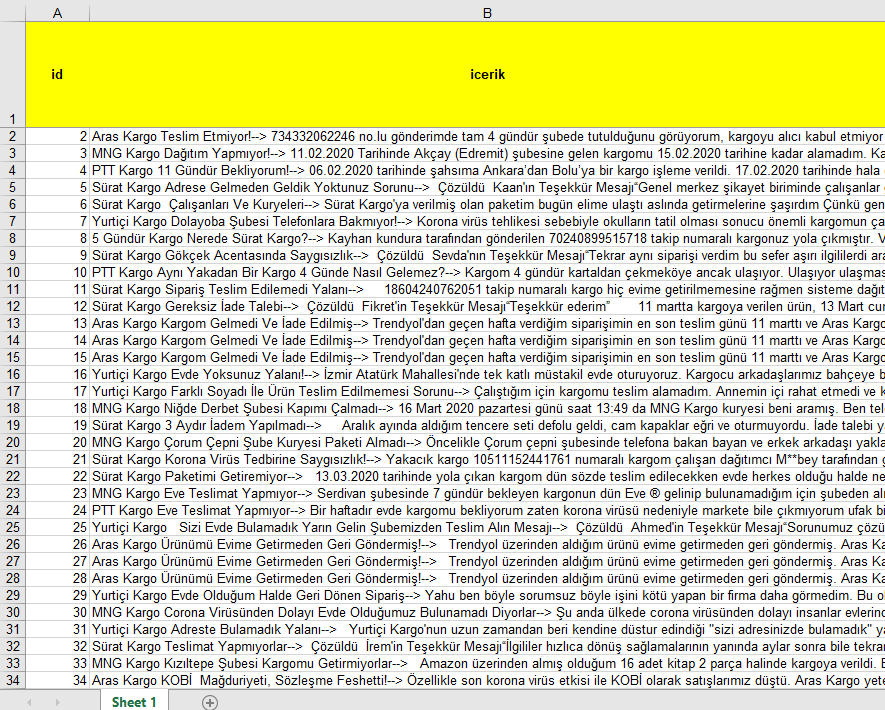 A B
1 id icerik
2 2 Aras Kargo Teslim Etmiyor!--> 734332062246 no.lu gönderimde tam 4 gündür şubede tutulduğunu görüyorum, kargoyu alıcı kabul etmiyor
3 3 MNG Kargo Dağıtım Yapmıyor!--> 11.02.2020 Tarihinde Akçay (Edremit) şubesine gelen kargomu 15.02.2020 tarihine kadar alamadım. Ka
4 4 PTT Kargo 11 Gündür Bekliyorum!--> 06.02.2020 tarihinde şahsıma Ankara'dan Bolu'ya bir kargo işleme verildi. 17.02.2020 tarihinde hala
5 5 Sürat Kargo Adrese Gelmeden Geldik Yoktunuz Sorunu--> Çözüldü Kaan'ın Teşekkür Mesajı“Genel merkez şikayet biriminde çalışanlar
6 6 Sürat Kargo Çalışanları Ve Kuryeleri--> Sürat Kargo'ya verilmiş olan paketim bugün elime ulaştı aslında getirmelerine şaşırdım Çünkü gen
7 7 Yurtiçi Kargo Dolayoba Şubesi Telefonlara Bakmıyor!--> Korona virüs tehlikesi sebebiyle okulların tatil olması sonucu önemli kargomun ça
8 8 5 Gündür Kargo Nerede Sürat Kargo?--> Kayhan kundura tarafından gönderilen 70240899515718 takip numaralı kargonuz yola çıkmıştır. V
9 9 Sürat Kargo Gökçek Acentasında Saygısızlık--> Çözüldü Sevda'nın Teşekkür Mesajı“Tekrar aynı siparişi verdim bu sefer aşırı ilgililerdi ara
10 10 PTT Kargo Aynı Yakadan Bir Kargo 4 Günde Nasıl Gelemez?--> Kargom 4 gündür kartaldan çekmeköye ancak ulaşıyor. Ulaşıyor ulaşmas
11 11 Sürat Kargo Sipariş Teslim Edilemedi Yalanı--> 18604240762051 takip numaralı kargo hiç evime getirilmemesine rağmen sisteme dağıt
12 12 Sürat Kargo Gereksiz İade Talebi--> Çözüldü Fikret'in Teşekkür Mesajı“Teşekkür ederim” 11 martta kargoya verilen ürün, 13 Mart cur
13 13 Aras Kargo Kargom Gelmedi Ve İade Edilmiş--> Trendyol'dan geçen hafta verdiğim siparişimin en son teslim günü 11 marttı ve Aras Kargo
14 14 Aras Kargo Kargom Gelmedi Ve İade Edilmiş--> Trendyol'dan geçen hafta verdiğim siparişimin en son teslim günü 11 marttı ve Aras Kargo
15 15 Aras Kargo Kargom Gelmedi Ve İade Edilmiş--> Trendyol'dan geçen hafta verdiğim siparişimin en son teslim günü 11 marttı ve Aras Kargo
16 16 Yurtiçi Kargo Evde Yoksunuz Yalanı!--> İzmir Atatürk Mahallesi'nde tek katlı müstakil evde oturuyoruz. Kargocu arkadaşlarımız bahçeye b
17 17 Yurtiçi Kargo Farklı Soyadı İle Ürün Teslim Edilmemesi Sorunu--> Çalıştığım için kargomu teslim alamadım. Annemin içi rahat etmedi ve k
18 18 MNG Kargo Niğde Derbet Şubesi Kapımı Çalmadı--> 16 Mart 2020 pazartesi günü saat 13:49 da MNG Kargo kuryesi beni aramış. Ben tel
19 19 Sürat Kargo 3 Aydır İadem Yapılmadı--> Aralık ayında aldığım tencere seti defolu geldi, cam kapaklar eğri ve oturmuyordu. İade talebi ya
20 20 MNG Kargo Çorum Çepni Şube Kuryesi Paketi Almadı--> Öncelikle Çorum çepni şubesinde telefona bakan bayan ve erkek arkadaşı yakla
21 21 Sürat Kargo Korona Virüs Tedbirine Saygısızlık!--> Yakacık kargo 10511152441761 numaralı kargom çalışan dağıtımcı M**bey tarafından g
22 22 Sürat Kargo Paketimi Getiremiyor--> 13.03.2020 tarihinde yola çıkan kargom dün sözde teslim edilecekken evde herkes olduğu halde ne
23 23 MNG Kargo Eve Teslimat Yapmıyor--> Serdivan şubesinde 7 gündür bekleyen kargonun dün Eve ® gelinip bulunamadığım için şubeden alı
24 24 PTT Kargo Eve Teslimat Yapmıyor--> Bir haftadır evde kargomu bekliyorum zaten korona virüsü nedeniyle markete bile çıkmıyorum ufak bi
25 25 Yurtiçi Kargo Sizi Evde Bulamadık Yarın Gelin Şubemizden Teslim Alın Mesajı--> Çözüldü Ahmed'in Teşekkür Mesajı“Sorunumuz çözü
26 26 Aras Kargo Ürünümü Evime Getirmeden Geri Göndermiş!--> Trendyol üzerinden aldığım ürünü evime getirmeden geri göndermiş. Aras Ka
27 27 Aras Kargo Ürünümü Evime Getirmeden Geri Göndermiş!--> Trendyol üzerinden aldığım ürünü evime getirmeden geri göndermiş. Aras Ka
28 28 Aras Kargo Ürünümü Evime Getirmeden Geri Göndermiş!--> Trendyol üzerinden aldığım ürünü evime getirmeden geri göndermiş. Aras Ka
29 29 Yurtiçi Kargo Evde Olduğum Halde Geri Dönen Sipariş--> Yahu ben böyle sorumsuz böyle işini kötü yapan bir firma daha görmedim. Bu ol
30 30 MNG Kargo Corona Virüsünden Dolayı Evde Olduğumuz Bulunamadı Diyorlar--> Şu anda ülkede corona virüsünden dolayı insanlar evlerind
31 31 Yurtiçi Kargo Adreste Bulamadık Yalanı--> Yurtiçi Kargo'nun uzun zamandan beri kendine düstur edindiği "sizi adresinizde bulamadık" ya
32 32 Sürat Kargo Teslimat Yapmıyorlar--> Çözüldü İrem'in Teşekkür Mesajı“İlgililer hızlıca dönüş sağlamalarının yanında aylar sonra bile tekrar
33 33 MNG Kargo Kızıltepe Şubesi Kargomu Getirmiyorlar--> Amazon üzerinden almış olduğum 16 adet kitap 2 parça halinde kargoya verildi. B
34 34 Aras Kargo KOBİ Mağduriyeti, Sözleşme Feshetti!--> Özellikle son korona virüs etkisi ile KOBİ olarak satışlarımız düştü. Aras Kargo yete
Sheet 1